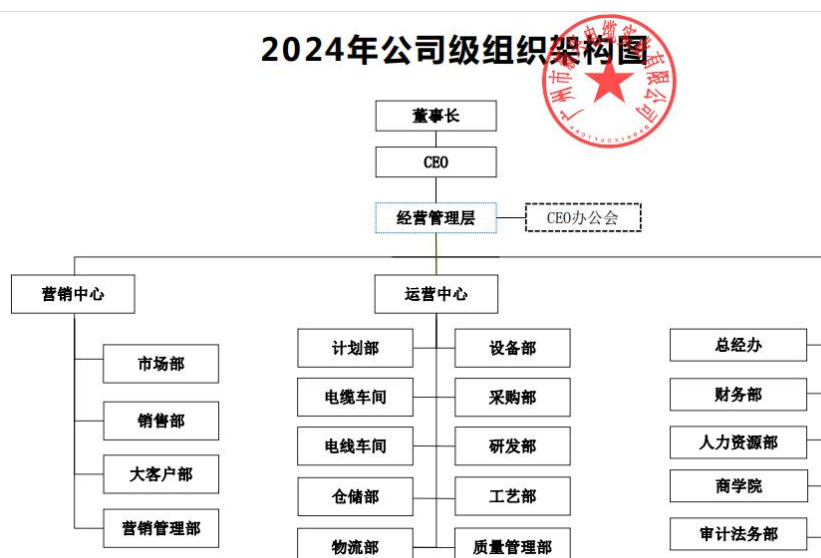 2024年公司级组织架构图
董事长
CEO
经营管理层
CEO办公会
营销中心
运营中心
市场部
销售部
大客户部
营销管理部
计划部
设备部
电缆车间
采购部
电线车间
研发部
仓储部
工艺部
物流部
质量管理部
总经办
财务部
人力资源部
商学院
审计法务部